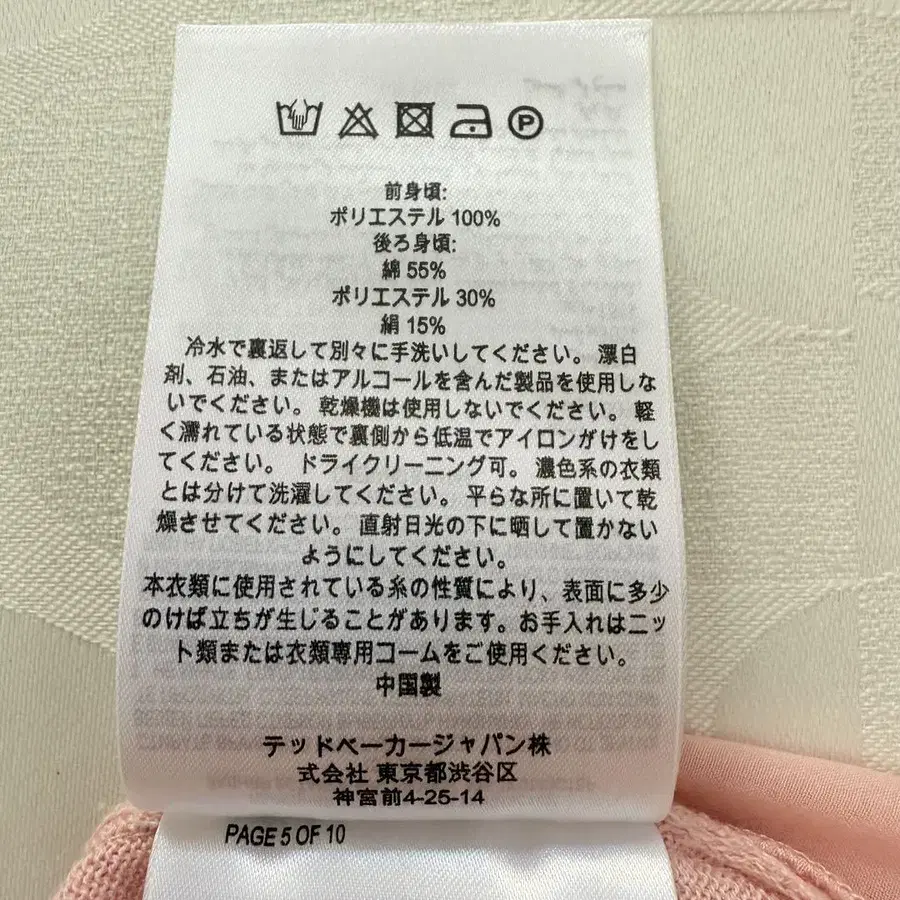 P
前身頃:
ポリエステル 100%
後ろ身頃:
綿 55%
ポリエステル 30%
絹 15%
冷水で裏返して別々に手洗いしてください。 漂白
剤、石油、またはアルコールを含んだ製品を使用しな
いでください。 乾燥機は使用しないでください。 軽
く濡れている状態で裏側から低温でアイロンがけをし
てください。 ドライクリーニング可。 濃色系の衣類
とは分けて洗濯してください。 平らな所に置いて乾
燥させてください。 直射日光の下に晒して置かない
ようにしてください。
本衣類に使用されている糸の性質により、表面に多少
のけば立ちが生じることがあります。お手入れはニッ
ト類または衣類専用コームをご使用ください。
中国製
テッドベーカージャパン株
式会社 東京都渋谷区
神宮前4-25-14
PAGE 5 OF 10